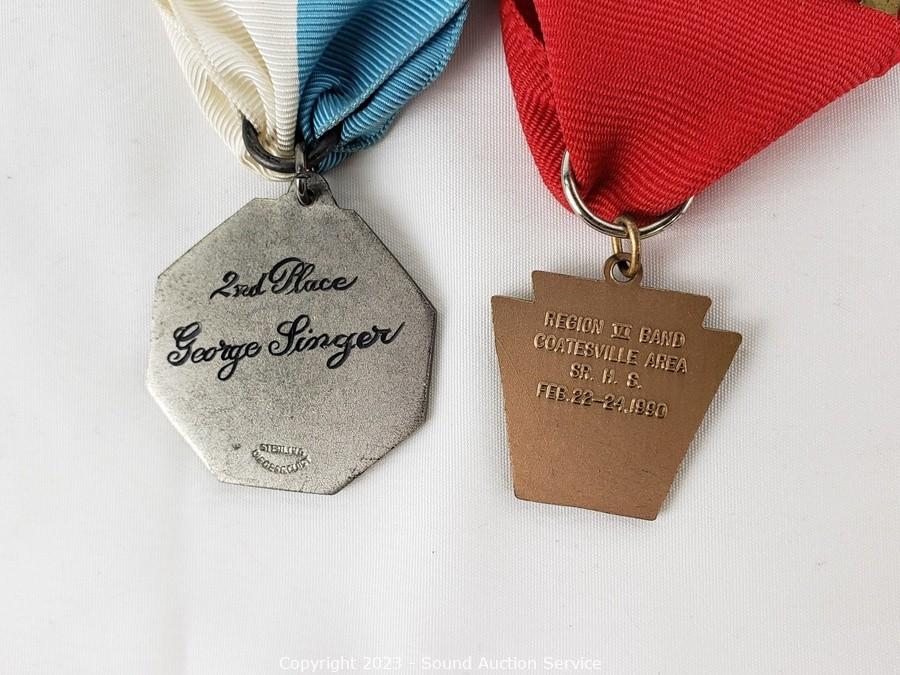 2nd Place
George Singer
STERLING
REGION VI BAND
COATESVILLE AREA
SR. H. S.
FEB.22-24,1990
Copyright 2023 - Sound Auction Service